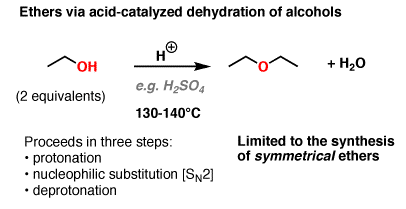 Ethers via acid-catalyzed dehydration of alcohols
OH
H⊕
O
+ H₂O
(2 equivalents)
e.g. H₂SO₄
130-140°C
Proceeds in three steps:
• protonation
• nucleophilic substitution [Sɴ2]
• deprotonation
Limited to the synthesis
of symmetrical ethers